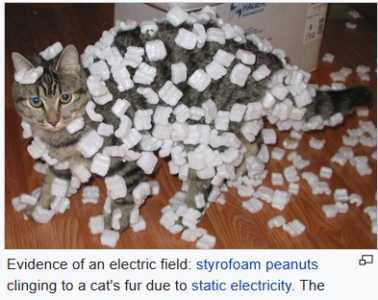 Evidence of an electric field: styrofoam peanuts
clinging to a cat's fur due to static electricity. The